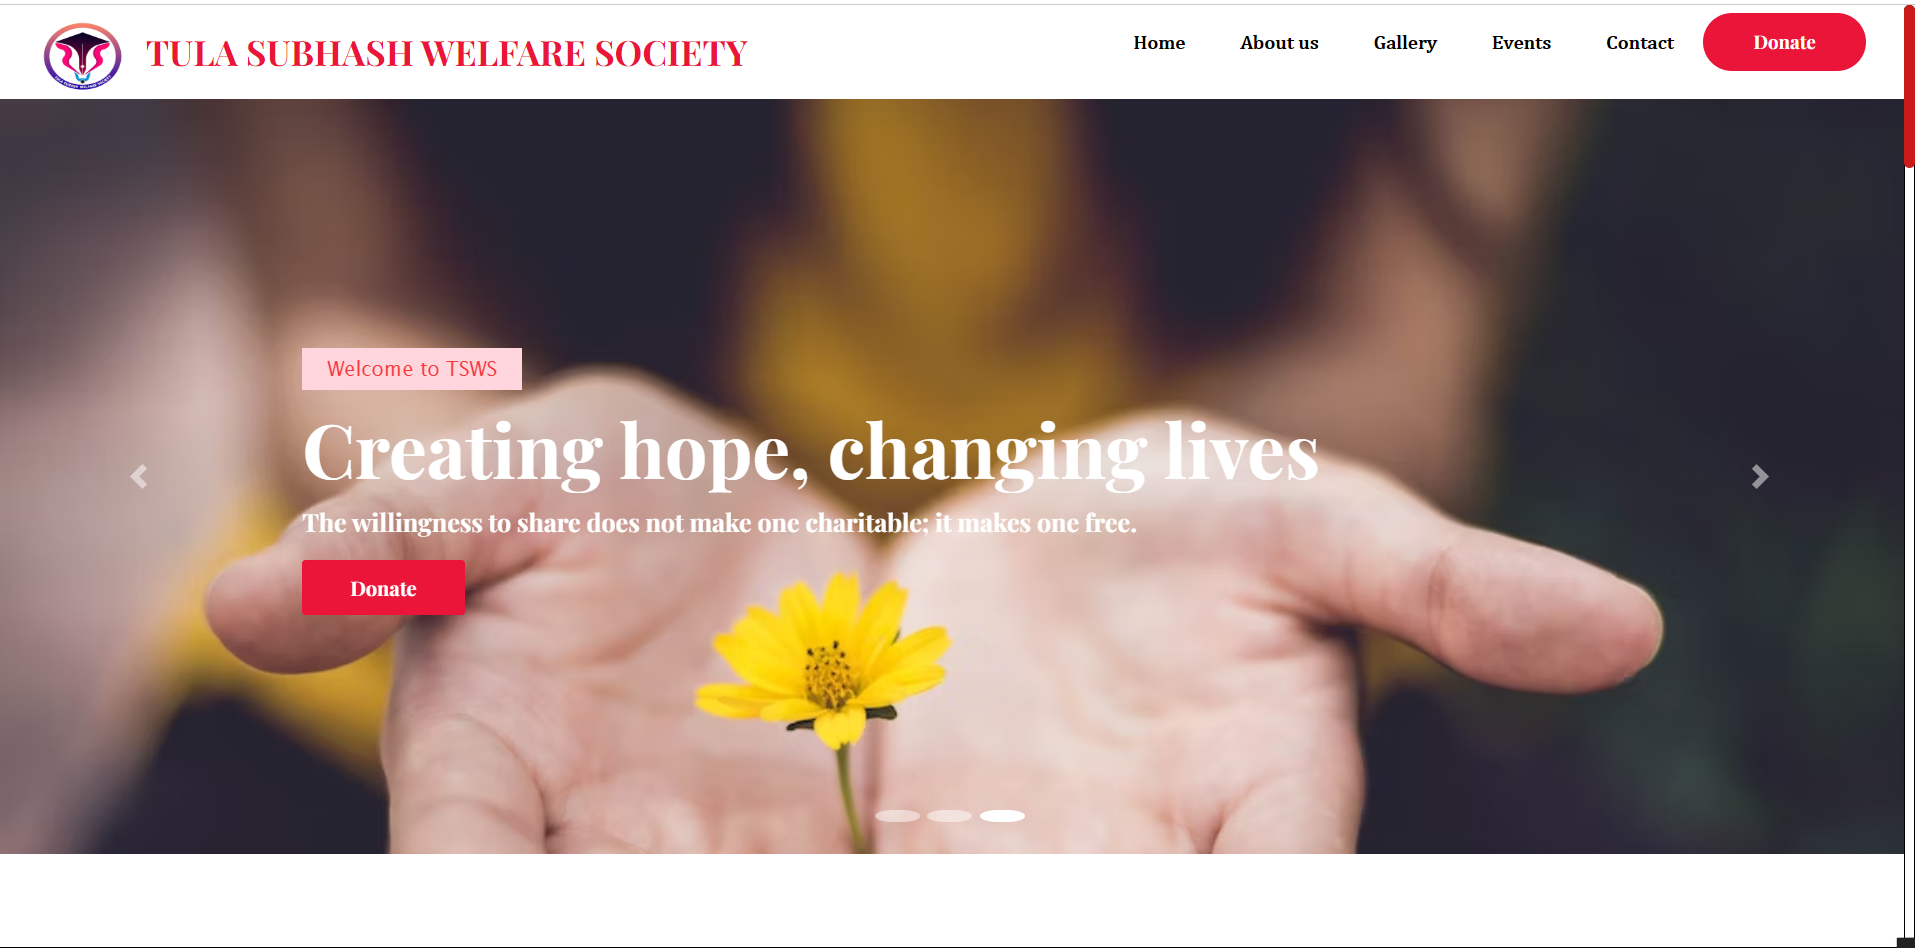 TULA SUBHASH WELFARE SOCIETY
Home About us Gallery Events Contact Donate
Welcome to TSWS
Creating hope, changing lives
The willingness to share does not make one charitable; it makes one free.
Donate